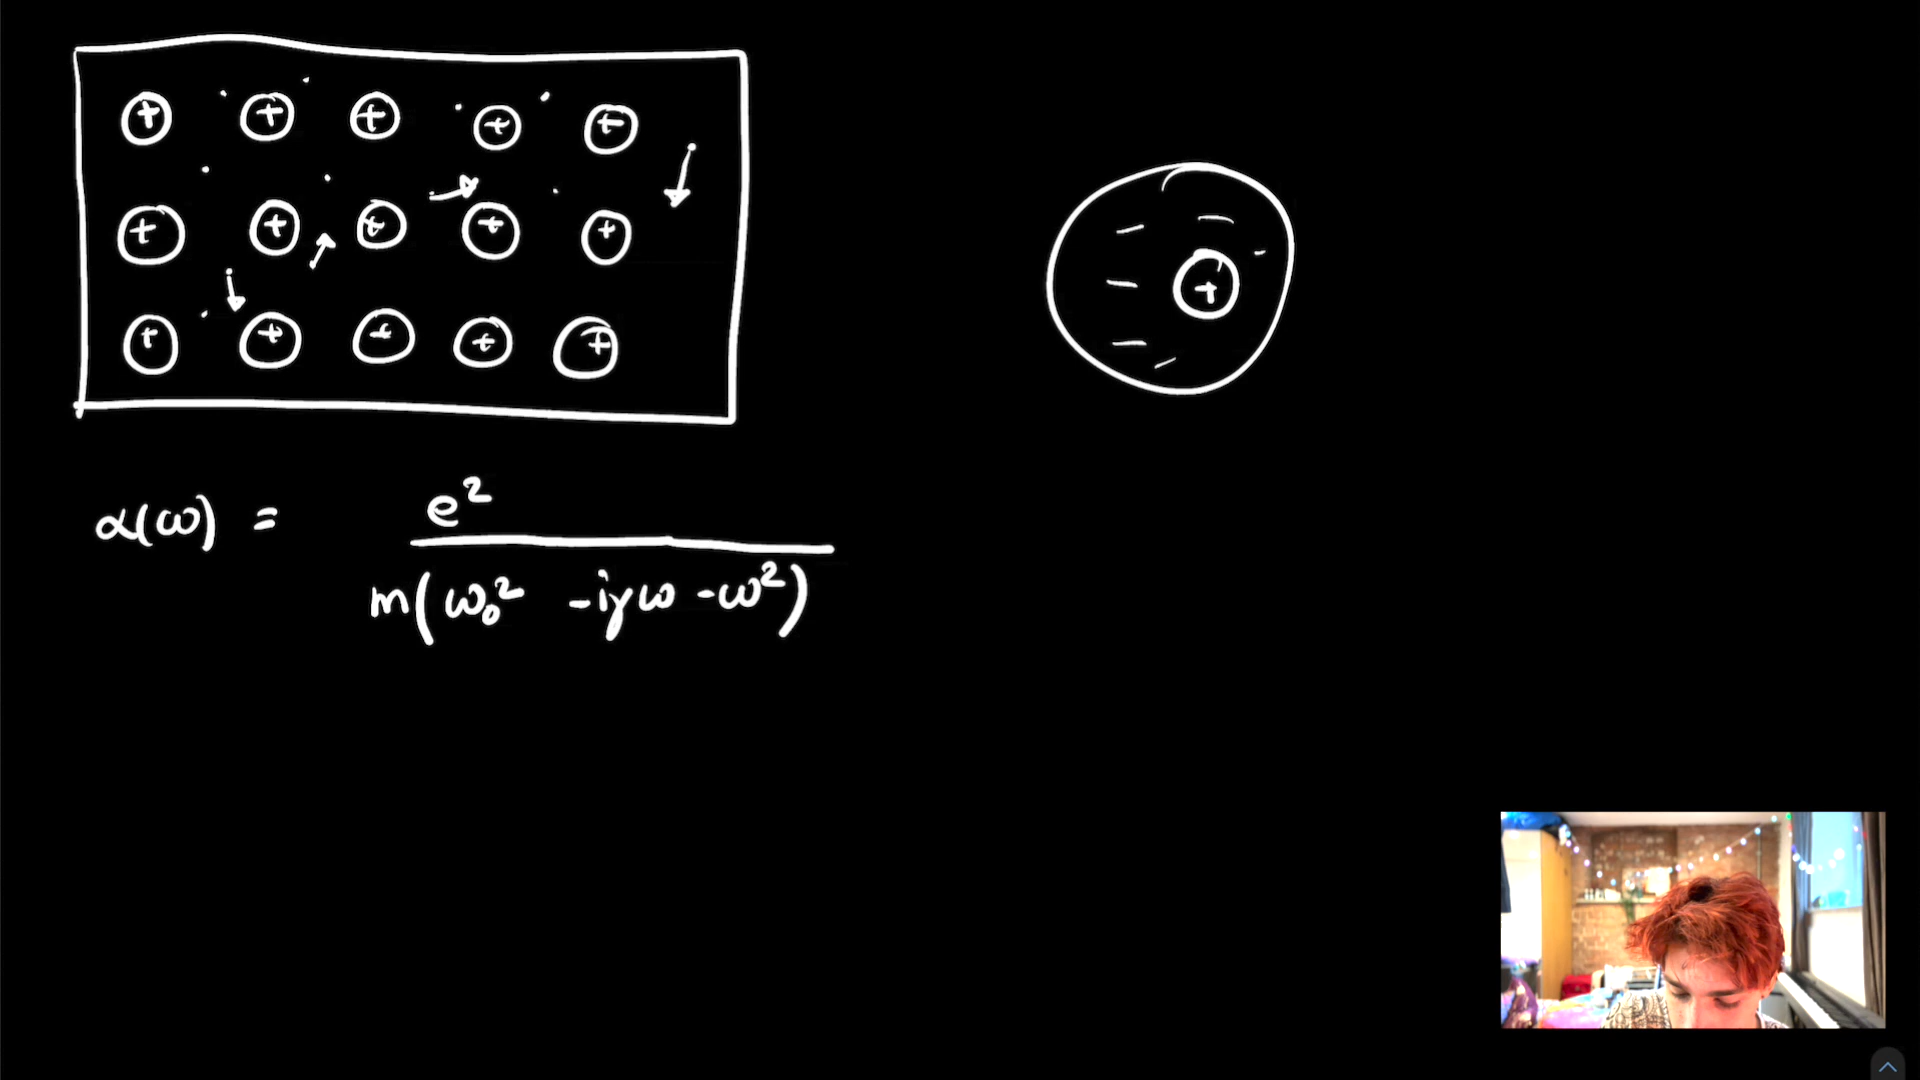 + + + + +
+ + + + +
+ + + + +
+
α(ω) = e²
m(ω₀² -iγω -ω²)